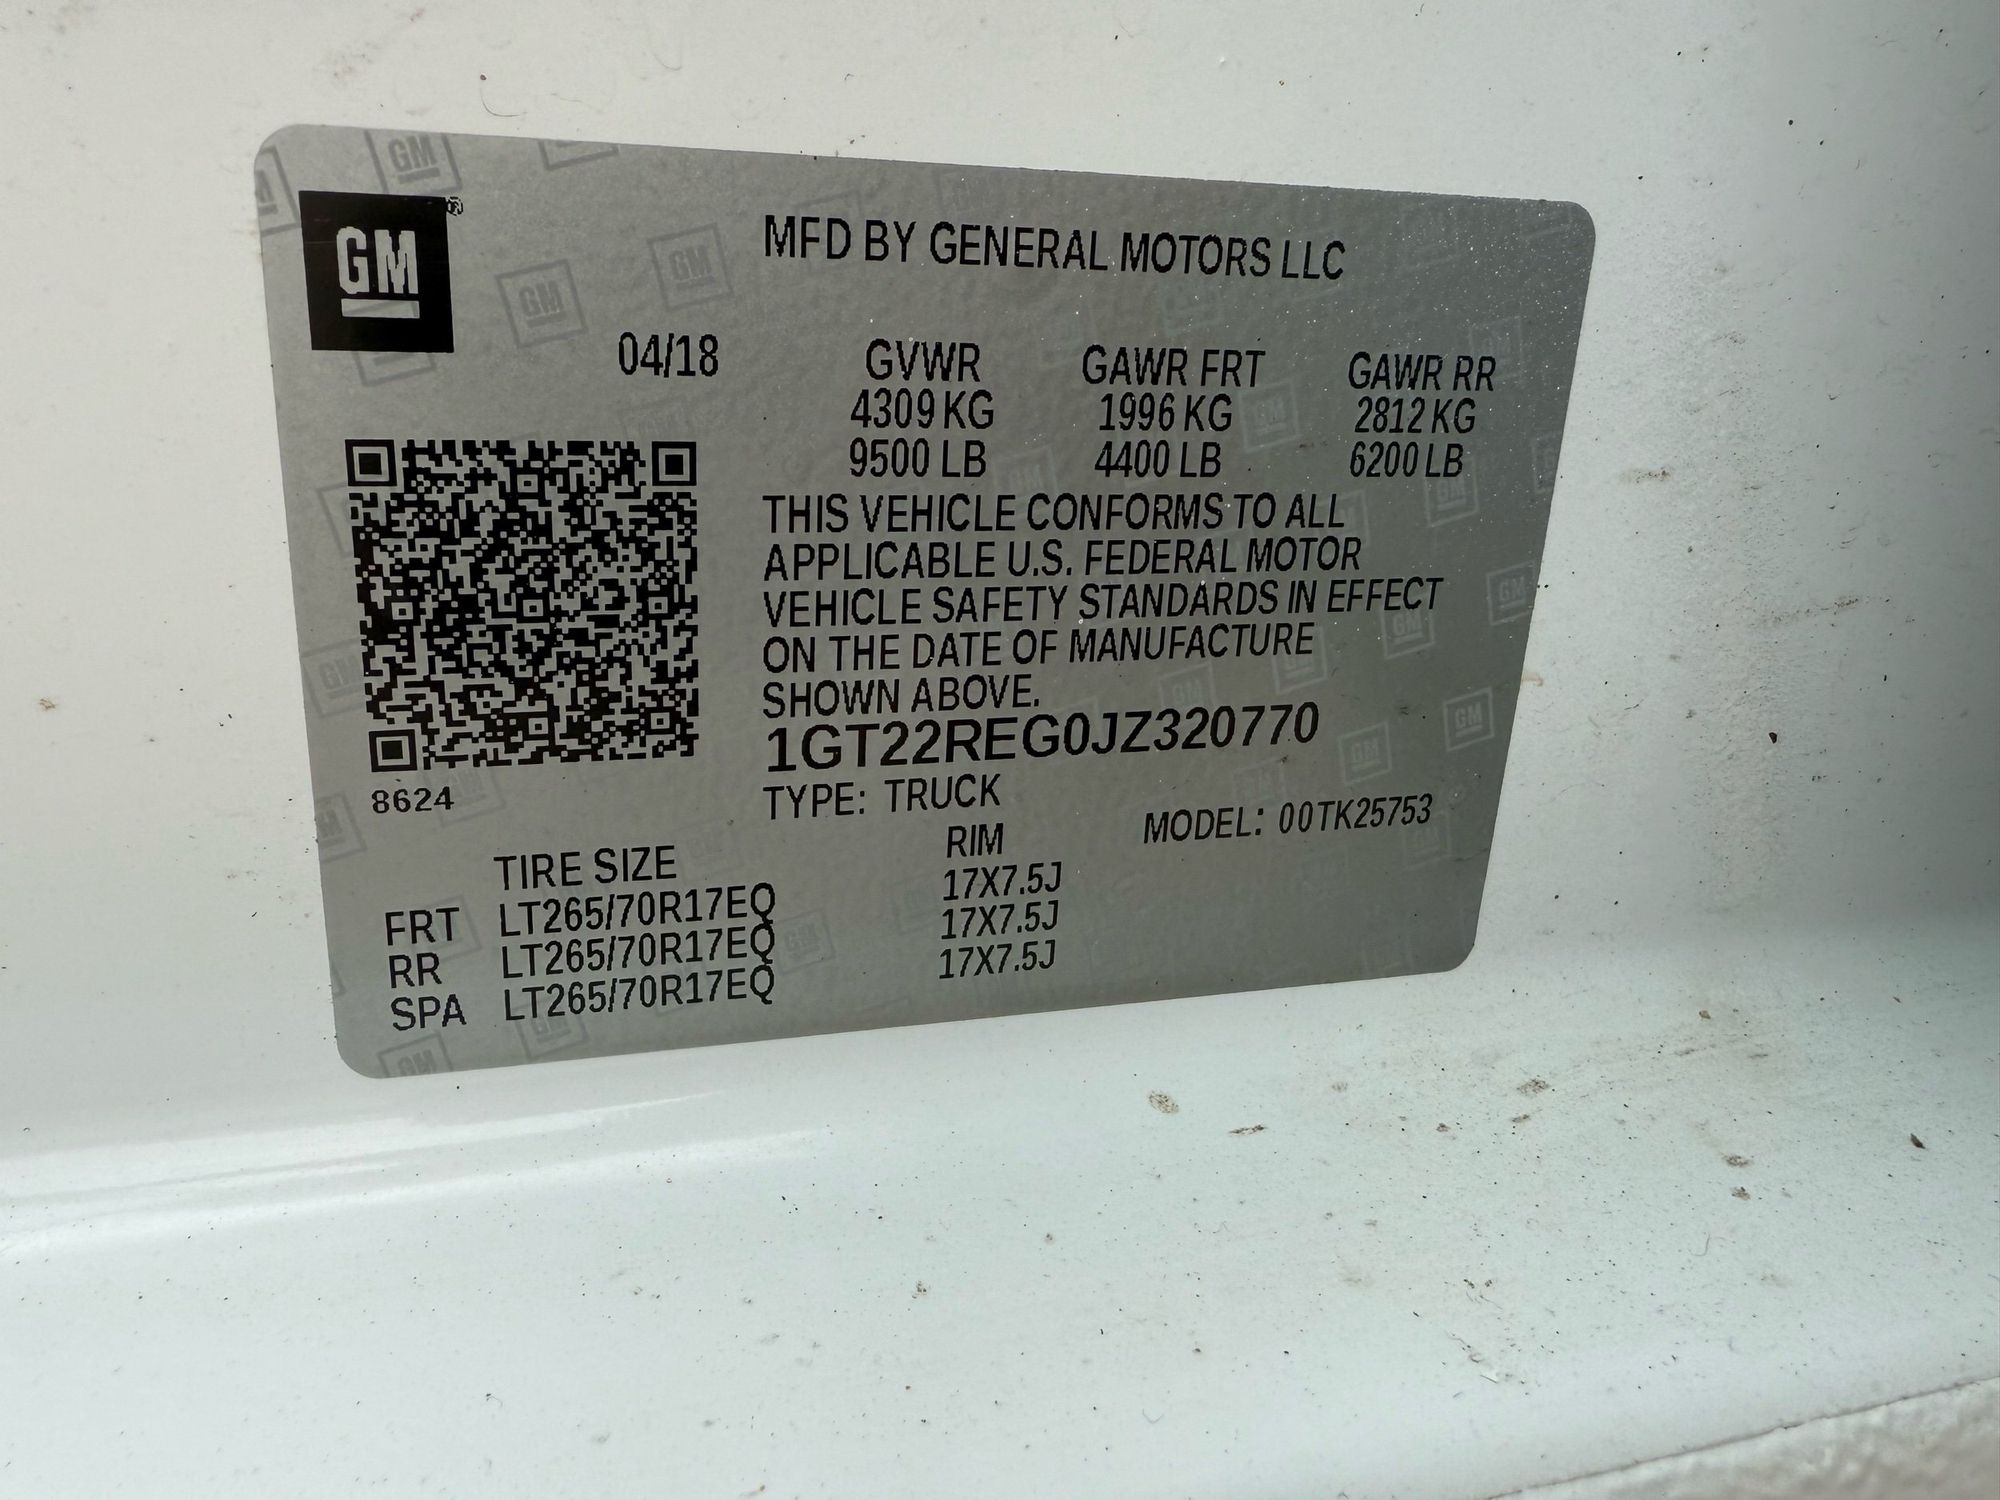 GM®
MFD BY GENERAL MOTORS LLC
04/18 GVWR GAWR FRT GAWR RR
4309 KG 1996 KG 2812 KG
9500 LB 4400 LB 6200 LB
THIS VEHICLE CONFORMS TO ALL
APPLICABLE U.S. FEDERAL MOTOR
VEHICLE SAFETY STANDARDS IN EFFECT
ON THE DATE OF MANUFACTURE
SHOWN ABOVE.
1GT22REG0JZ320770
8624
TYPE: TRUCK MODEL: 00TK25753
TIRE SIZE RIM
FRT LT265/70R17EQ 17X7.5J
RR LT265/70R17EQ 17X7.5J
SPA LT265/70R17EQ 17X7.5J